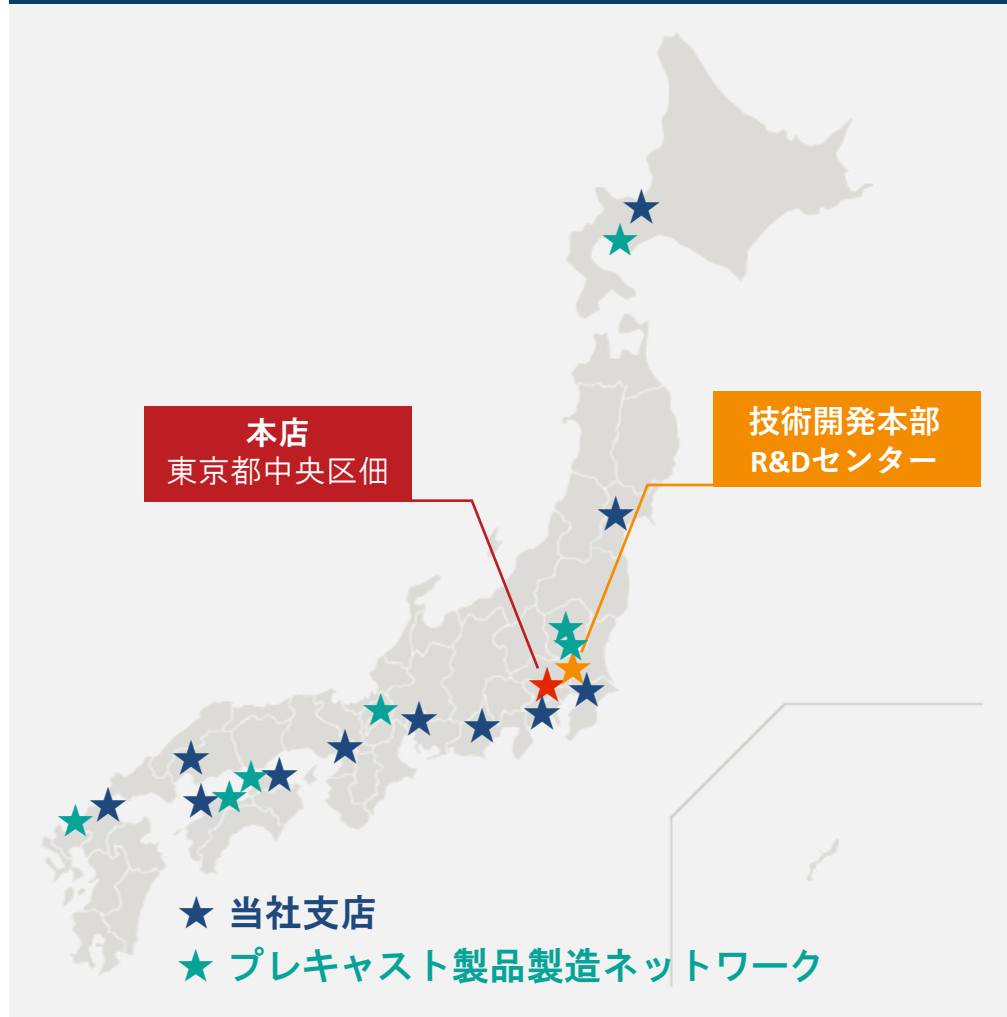 本店
東京都中央区佃
技術開発本部
R&Dセンター
当社支店
プレキャスト製品製造ネットワーク